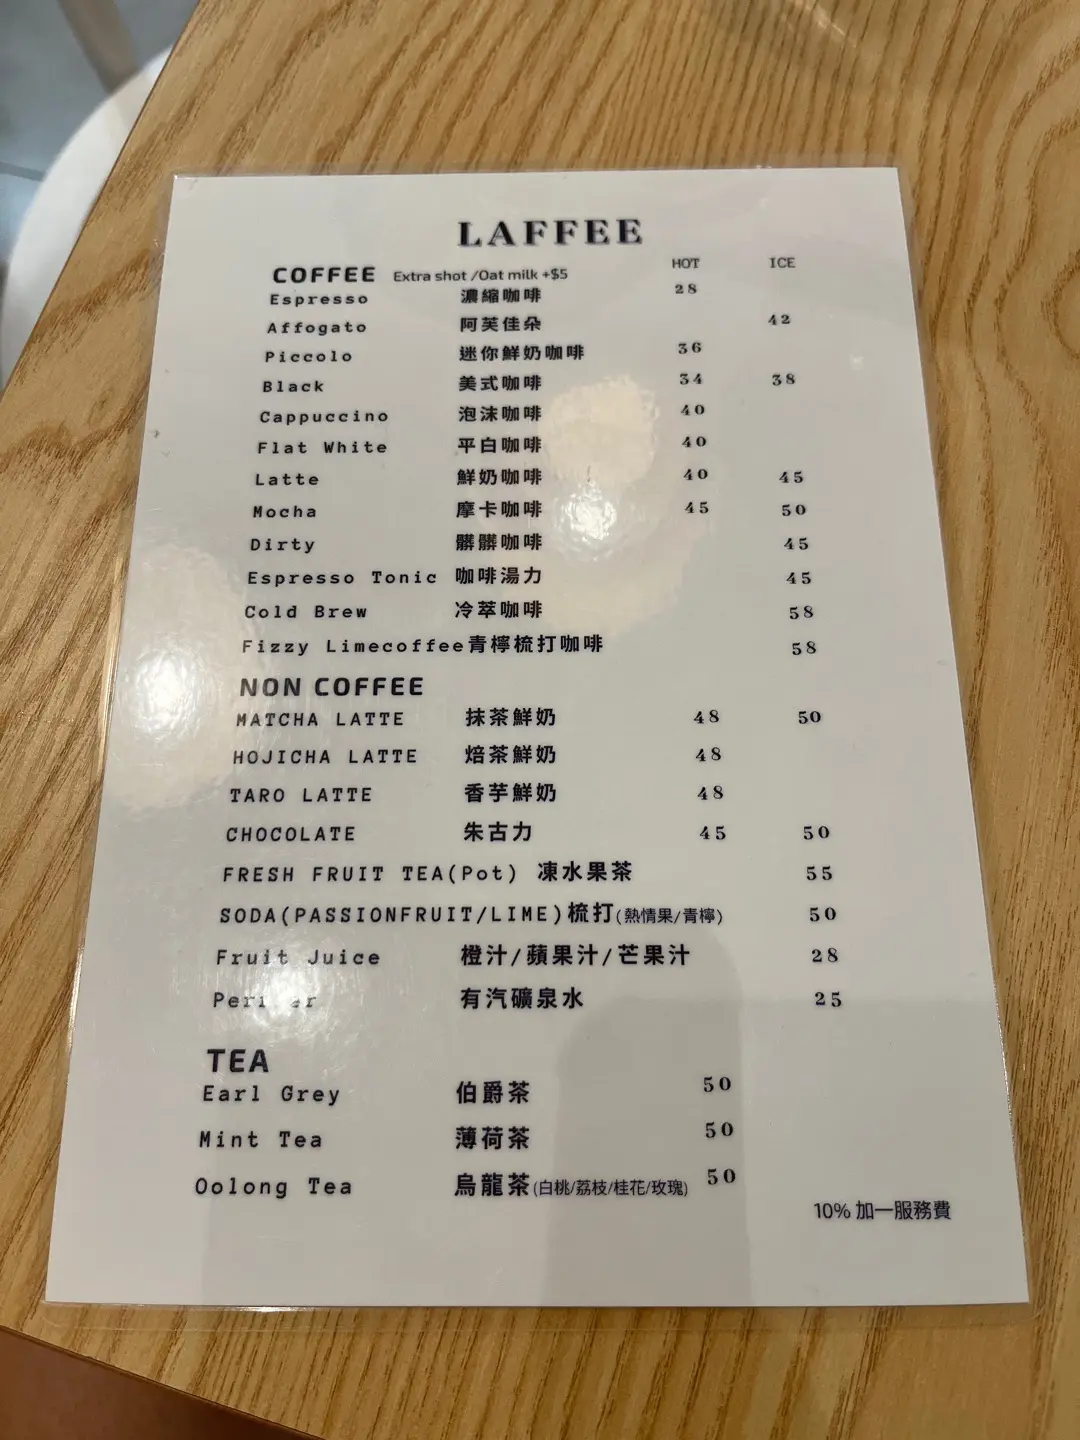 LAFFEE
HOT ICE
COFFEE Extra shot /Oat milk +$5
Espresso 濃縮咖啡 28
Affogato 阿芙佳朵 42
Piccolo 迷你鮮奶咖啡 36
Black 美式咖啡 34 38
Cappuccino 泡沫咖啡 40
Flat White 平白咖啡 40
Latte 鮮奶咖啡 40 45
Mocha 摩卡咖啡 45 50
Dirty 髒髒咖啡 45
Espresso Tonic 咖啡湯力 45
Cold Brew 冷萃咖啡 58
Fizzy Limecoffee 青檸梳打咖啡 58
NON COFFEE
MATCHA LATTE 抹茶鮮奶 48 50
HOJICHA LATTE 焙茶鮮奶 48
TARO LATTE 香芋鮮奶 48
CHOCOLATE 朱古力 45 50
FRESH FRUIT TEA(Pot) 凍水果茶 55
SODA(PASSIONFRUIT/LIME) 梳打(熱情果/青檸) 50
Fruit Juice 橙汁/蘋果汁/芒果汁 28
有汽礦泉水 25
TEA
Earl Grey 伯爵茶 50
Mint Tea 薄荷茶 50
Oolong Tea 烏龍茶(白桃/荔枝/桂花/玫瑰) 50
10% 加一服務費